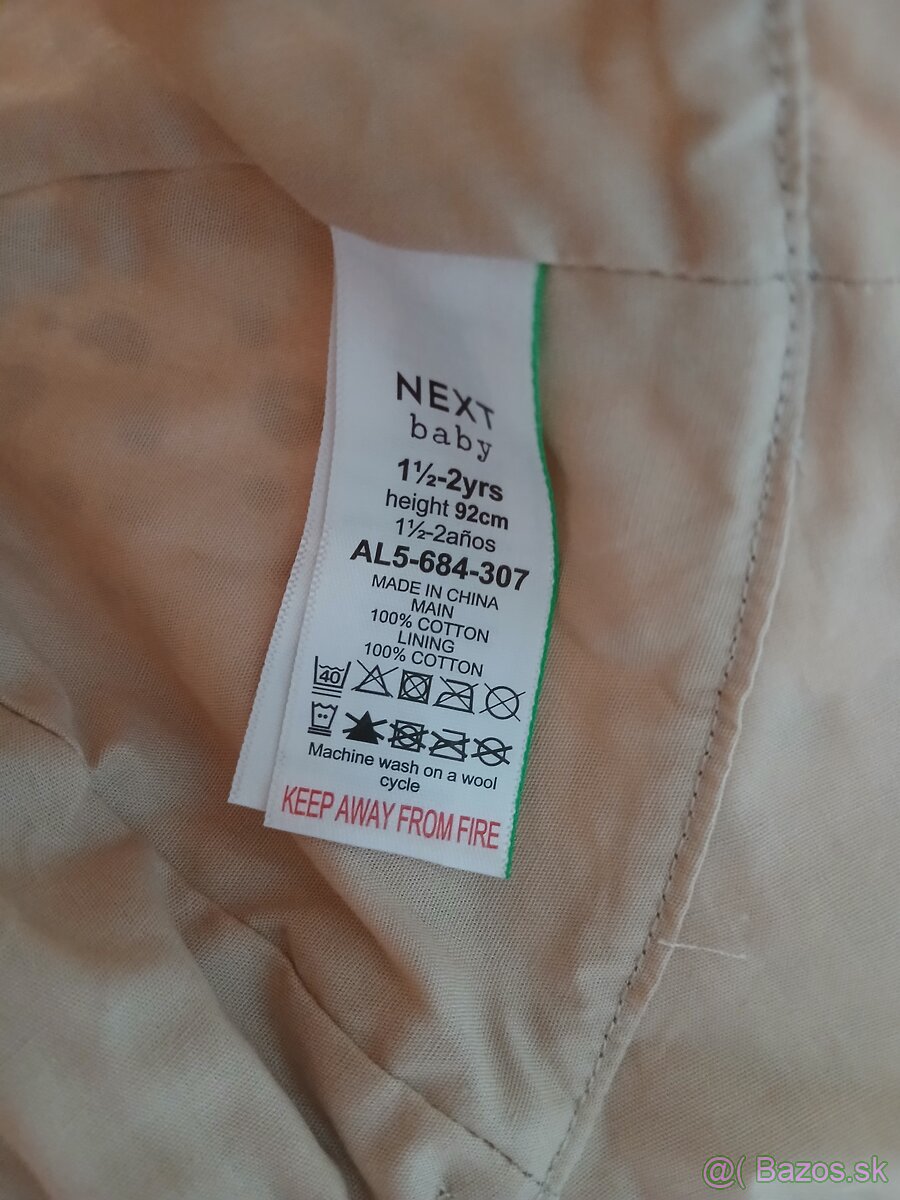 NEXT
baby
1½-2yrs
height 92cm
1½-2años
AL5-684-307
MADE IN CHINA
MAIN
100% COTTON
LINING
100% COTTON
40
Machine wash on a wool
cycle
KEEP AWAY FROM FIRE
@( Bazos.sk